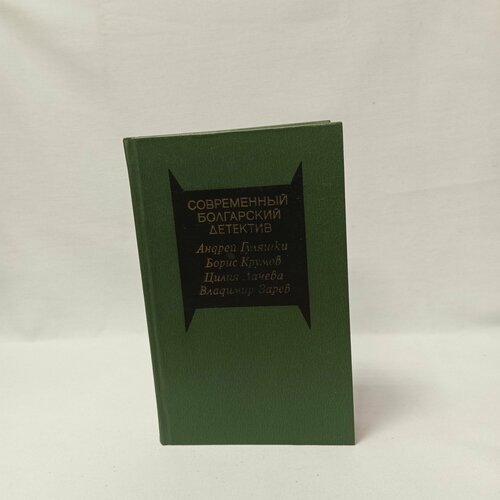 СОВРЕМЕННЫЙ
БОЛГАРСКИЙ
ДЕТЕКТИВ
Андрей Гуляшки
Борис Крумов
Цилия Лачева
Владимир Зарев